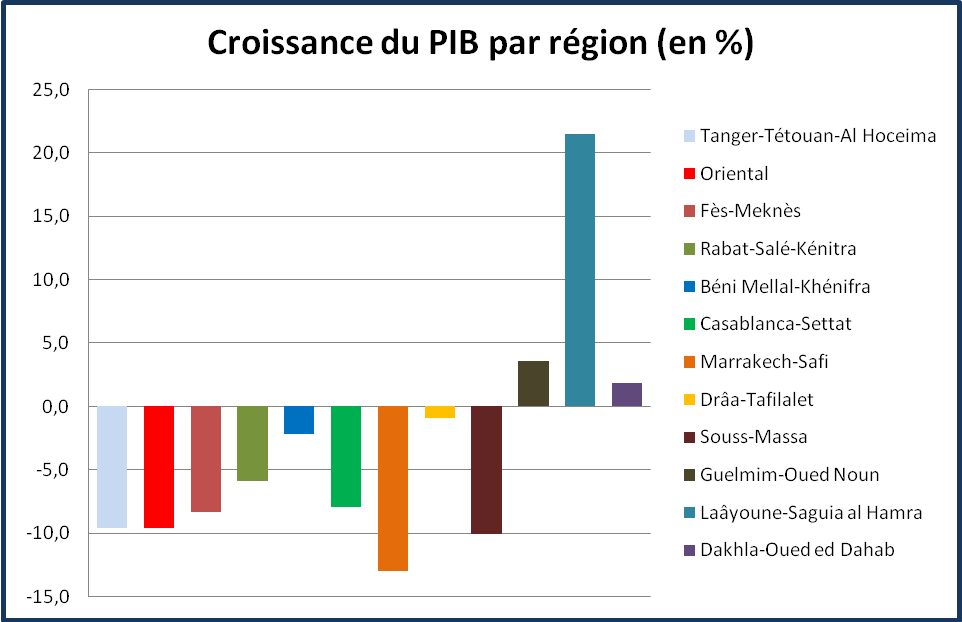 Croissance du PIB par région (en %)
25,0
20,0
15,0
10,0
5,0
0,0
-5,0
-10,0
-15,0
Tanger-Tétouan-Al Hoceima
Oriental
Fès-Meknès
Rabat-Salé-Kénitra
Béni Mellal-Khénifra
Casablanca-Settat
Marrakech-Safi
Drâa-Tafilalet
Souss-Massa
Guelmim-Oued Noun
Laâyoune-Saguia al Hamra
Dakhla-Oued ed Dahab